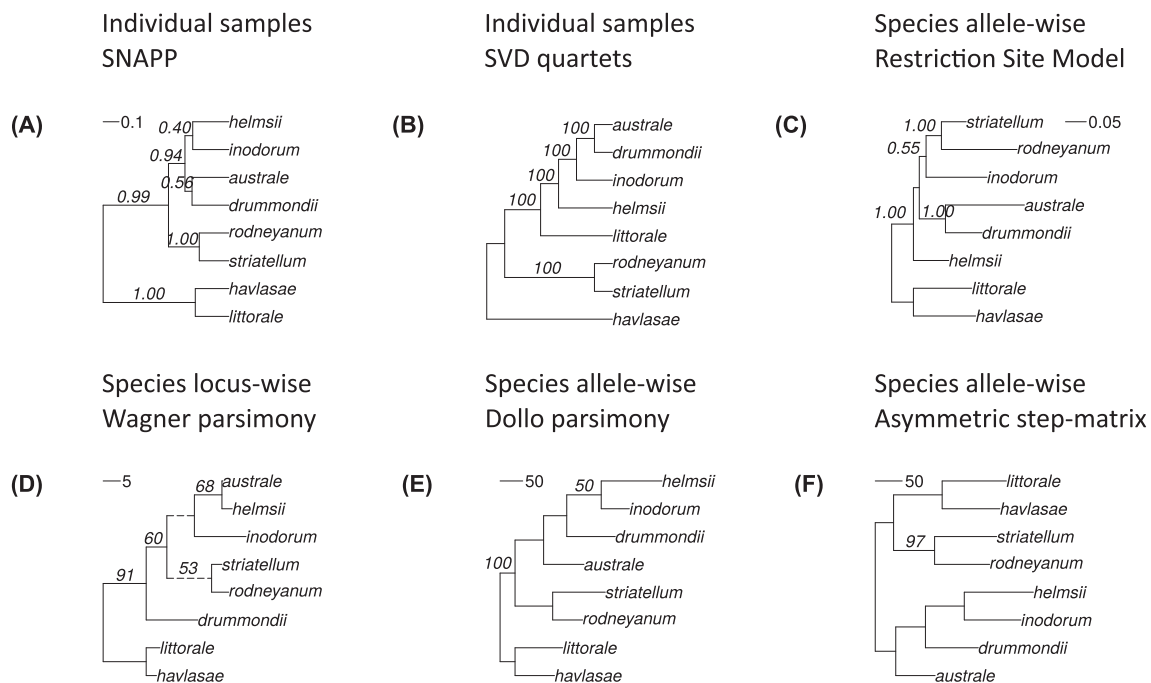 Individual samples
SNAPP
Individual samples
SVD quartets
Species allele-wise
Restriction Site Model
(A)
0.1
0.40
helmsii
inodorum
0.94
0.56
australe
drummondii
0.99
rodneyanum
1.00
striatellum
havlasae
1.00
littorale
(B)
100
australe
drummondii
100
inodorum
100
helmsii
100
littorale
rodneyanum
100
striatellum
havlasae
(C)
1.00
striatellum
0.05
0.55
rodneyanum
inodorum
1.00
1.00
australe
drummondii
helmsii
littorale
havlasae
Species locus-wise
Wagner parsimony
Species allele-wise
Dollo parsimony
Species allele-wise
Asymmetric step-matrix
(D)
5
68
australe
helmsii
60
inodorum
53
striatellum
91
rodneyanum
drummondii
littorale
havlasae
(E)
50
50
helmsii
inodorum
drummondii
100
australe
striatellum
rodneyanum
littorale
havlasae
(F)
50
littorale
havlasae
97
striatellum
rodneyanum
helmsii
inodorum
drummondii
australe